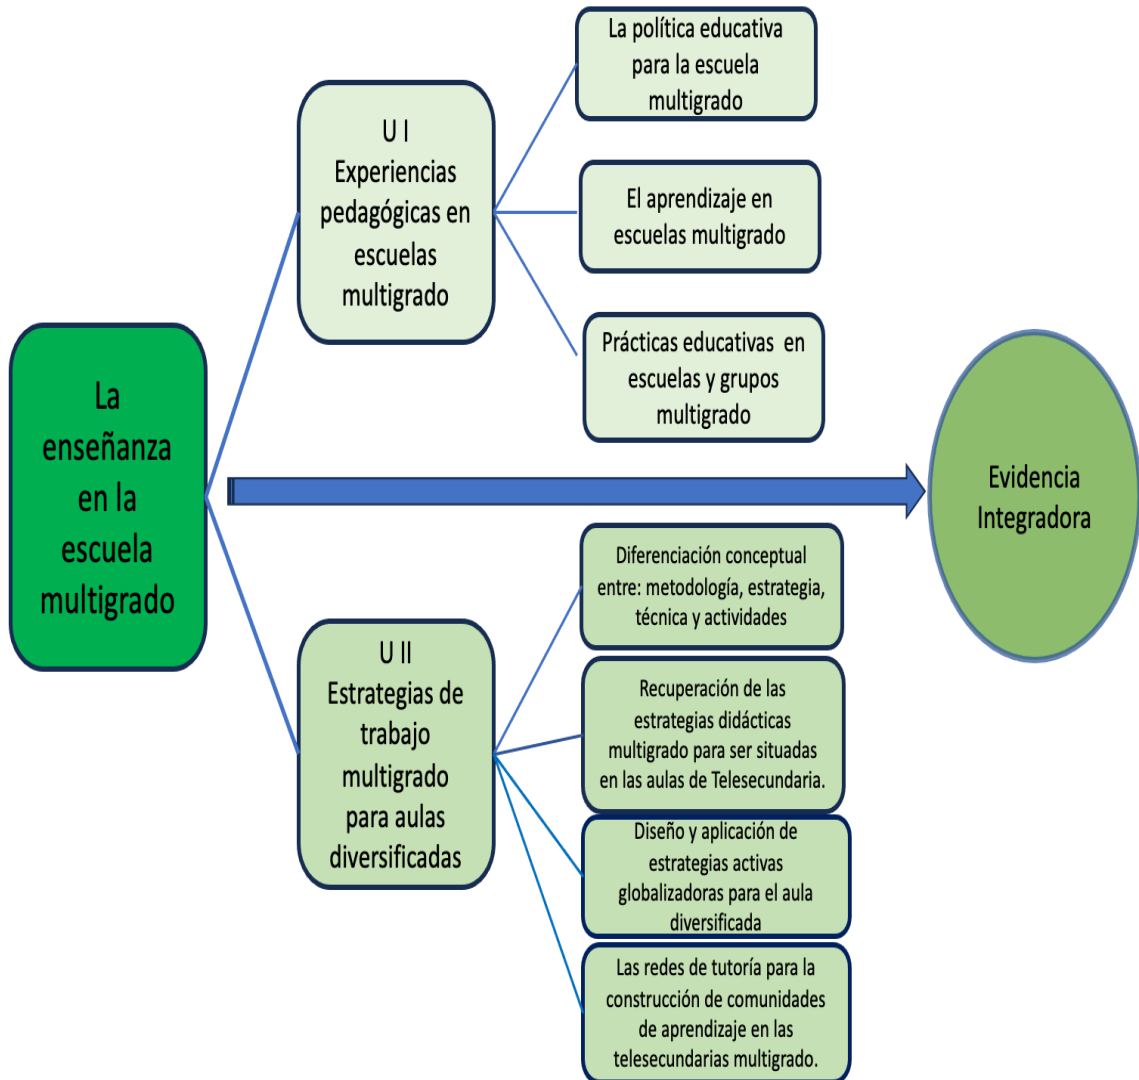 La
enseñanza
en la
escuela
multigrado
U I
Experiencias
pedagógicas en
escuelas
multigrado
La política educativa
para la escuela
multigrado
El aprendizaje en
escuelas multigrado
Prácticas educativas en
escuelas y grupos
multigrado
U II
Estrategias de
trabajo
multigrado
para aulas
diversificadas
Diferenciación conceptual
entre: metodología, estrategia,
técnica y actividades
Recuperación de las
estrategias didácticas
multigrado para ser situadas
en las aulas de Telesecundaria.
Diseño y aplicación de
estrategias activas
globalizadoras para el aula
diversificada
Las redes de tutoría para la
construcción de comunidades
de aprendizaje en las
telesecundarias multigrado.
Evidencia
Integradora